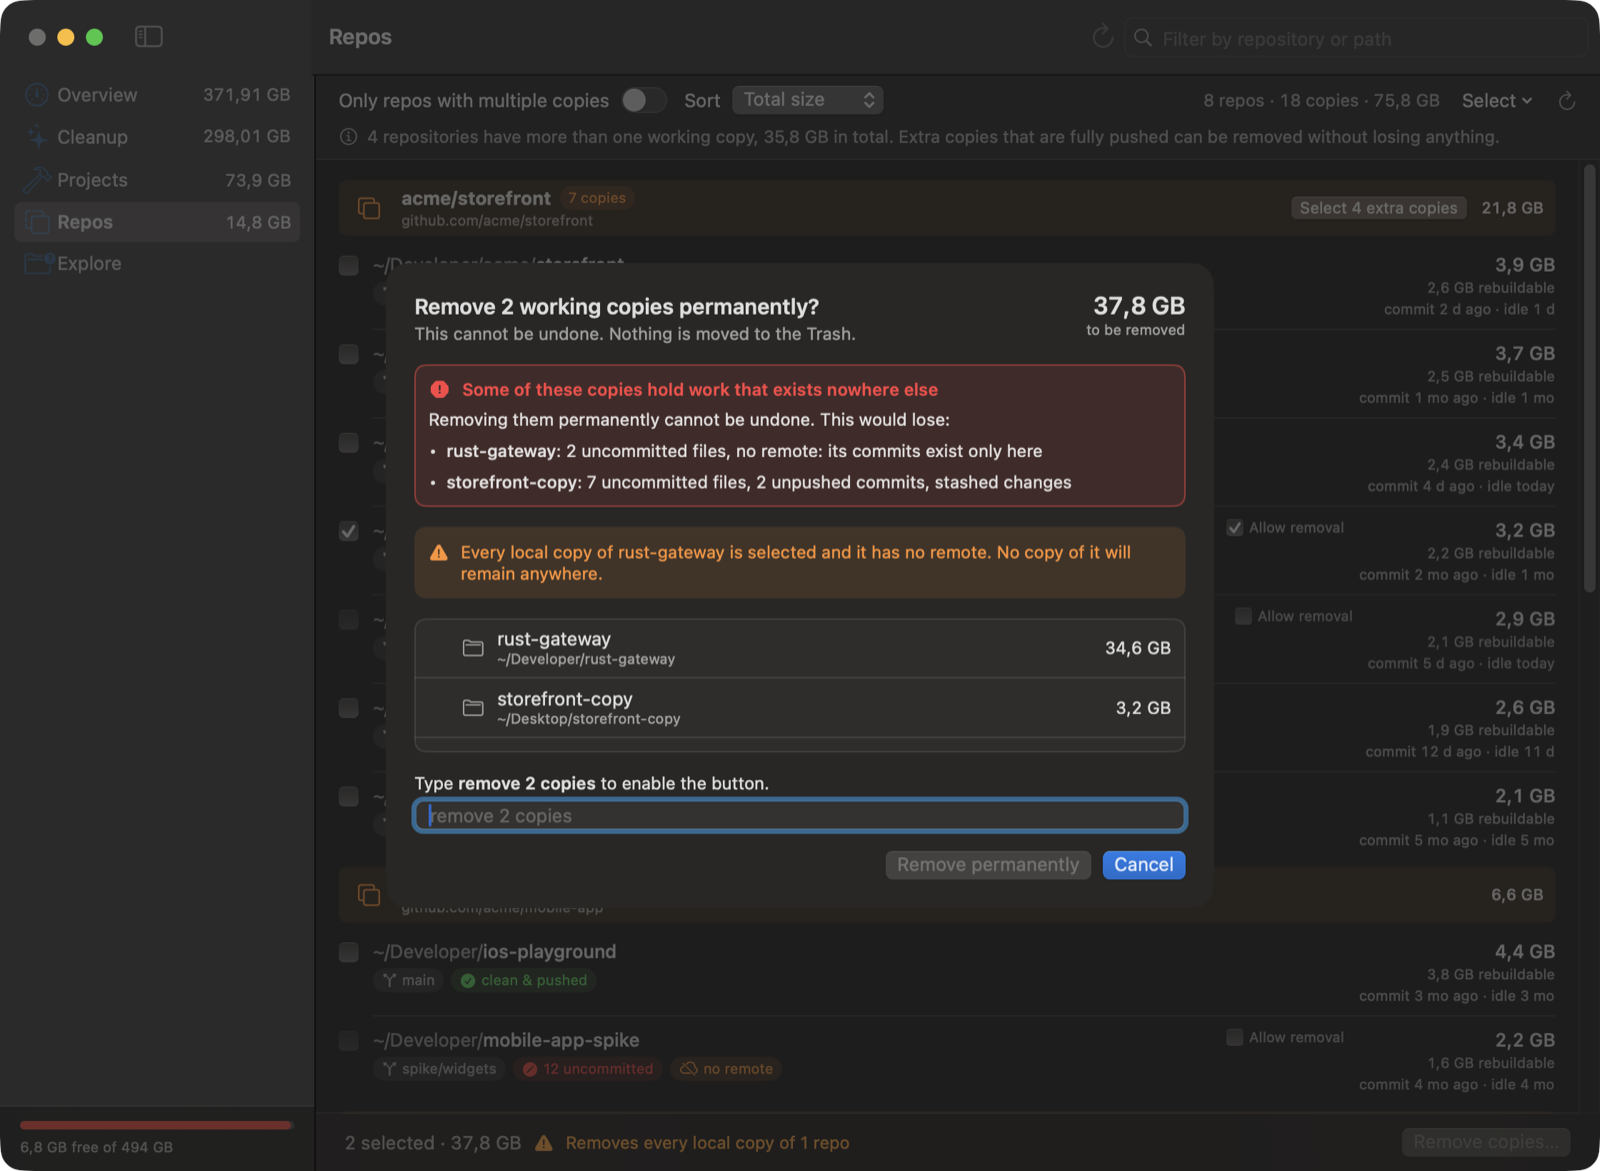 Repos
Filter by repository or path
Overview 371,91 GB
Cleanup 298,01 GB
Projects 73,9 GB
Repos 14,8 GB
Explore
Only repos with multiple copies Sort Total size 8 repos · 18 copies · 75,8 GB Select
4 repositories have more than one working copy, 35,8 GB in total. Extra copies that are fully pushed can be removed without losing anything.
acme/storefront 7 copies
github.com/acme/storefront
Select 4 extra copies 21,8 GB
~/Developer/acme/storefront
3,9 GB
2,6 GB rebuildable
commit 2 d ago · idle 1 d
3,7 GB
2,5 GB rebuildable
commit 1 mo ago · idle 1 mo
3,4 GB
2,4 GB rebuildable
commit 4 d ago · idle today
Allow removal 3,2 GB
2,2 GB rebuildable
commit 2 mo ago · idle 1 mo
Allow removal 2,9 GB
2,1 GB rebuildable
commit 5 d ago · idle today
2,6 GB
1,9 GB rebuildable
commit 12 d ago · idle 11 d
2,1 GB
1,1 GB rebuildable
commit 5 mo ago · idle 5 mo
Remove 2 working copies permanently?
This cannot be undone. Nothing is moved to the Trash.
37,8 GB
to be removed
Some of these copies hold work that exists nowhere else
Removing them permanently cannot be undone. This would lose:
• rust-gateway: 2 uncommitted files, no remote: its commits exist only here
• storefront-copy: 7 uncommitted files, 2 unpushed commits, stashed changes
Every local copy of rust-gateway is selected and it has no remote. No copy of it will
remain anywhere.
rust-gateway
~/Developer/rust-gateway
34,6 GB
storefront-copy
~/Desktop/storefront-copy
3,2 GB
Type remove 2 copies to enable the button.
remove 2 copies
Remove permanently Cancel
github.com/acme/mobile-app
6,6 GB
~/Developer/ios-playground
main clean & pushed
4,4 GB
3,8 GB rebuildable
commit 3 mo ago · idle 3 mo
~/Developer/mobile-app-spike
spike/widgets 12 uncommitted no remote
Allow removal 2,2 GB
1,6 GB rebuildable
commit 4 mo ago · idle 4 mo
6,8 GB free of 494 GB
2 selected · 37,8 GB Removes every local copy of 1 repo
Remove copies...